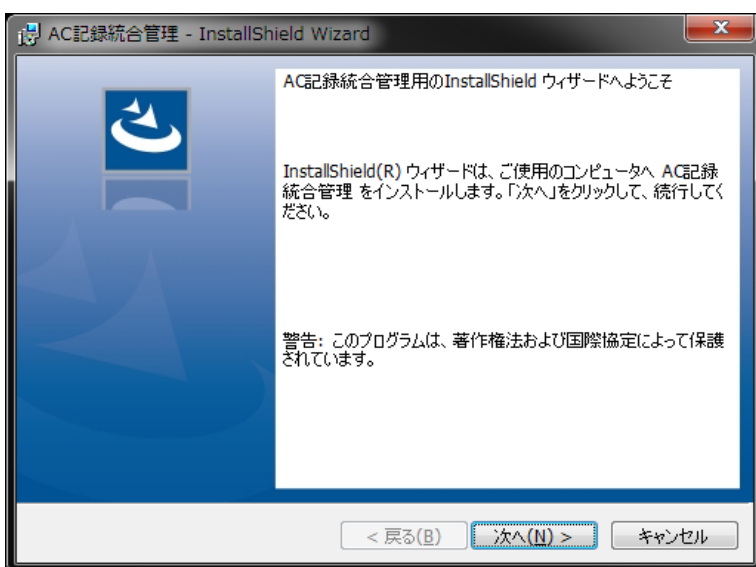 AC記録統合管理 - InstallShield Wizard
AC記録統合管理用のInstallShield ウィザードへようこそ
InstallShield(R) ウィザードは、ご使用のコンピュータへ AC記録
統合管理 をインストールします。「次へ」をクリックして、続行してく
ださい。
警告: このプログラムは、著作権法および国際協定によって保護
されています。
< 戻る(B) 次へ(N) > キャンセル